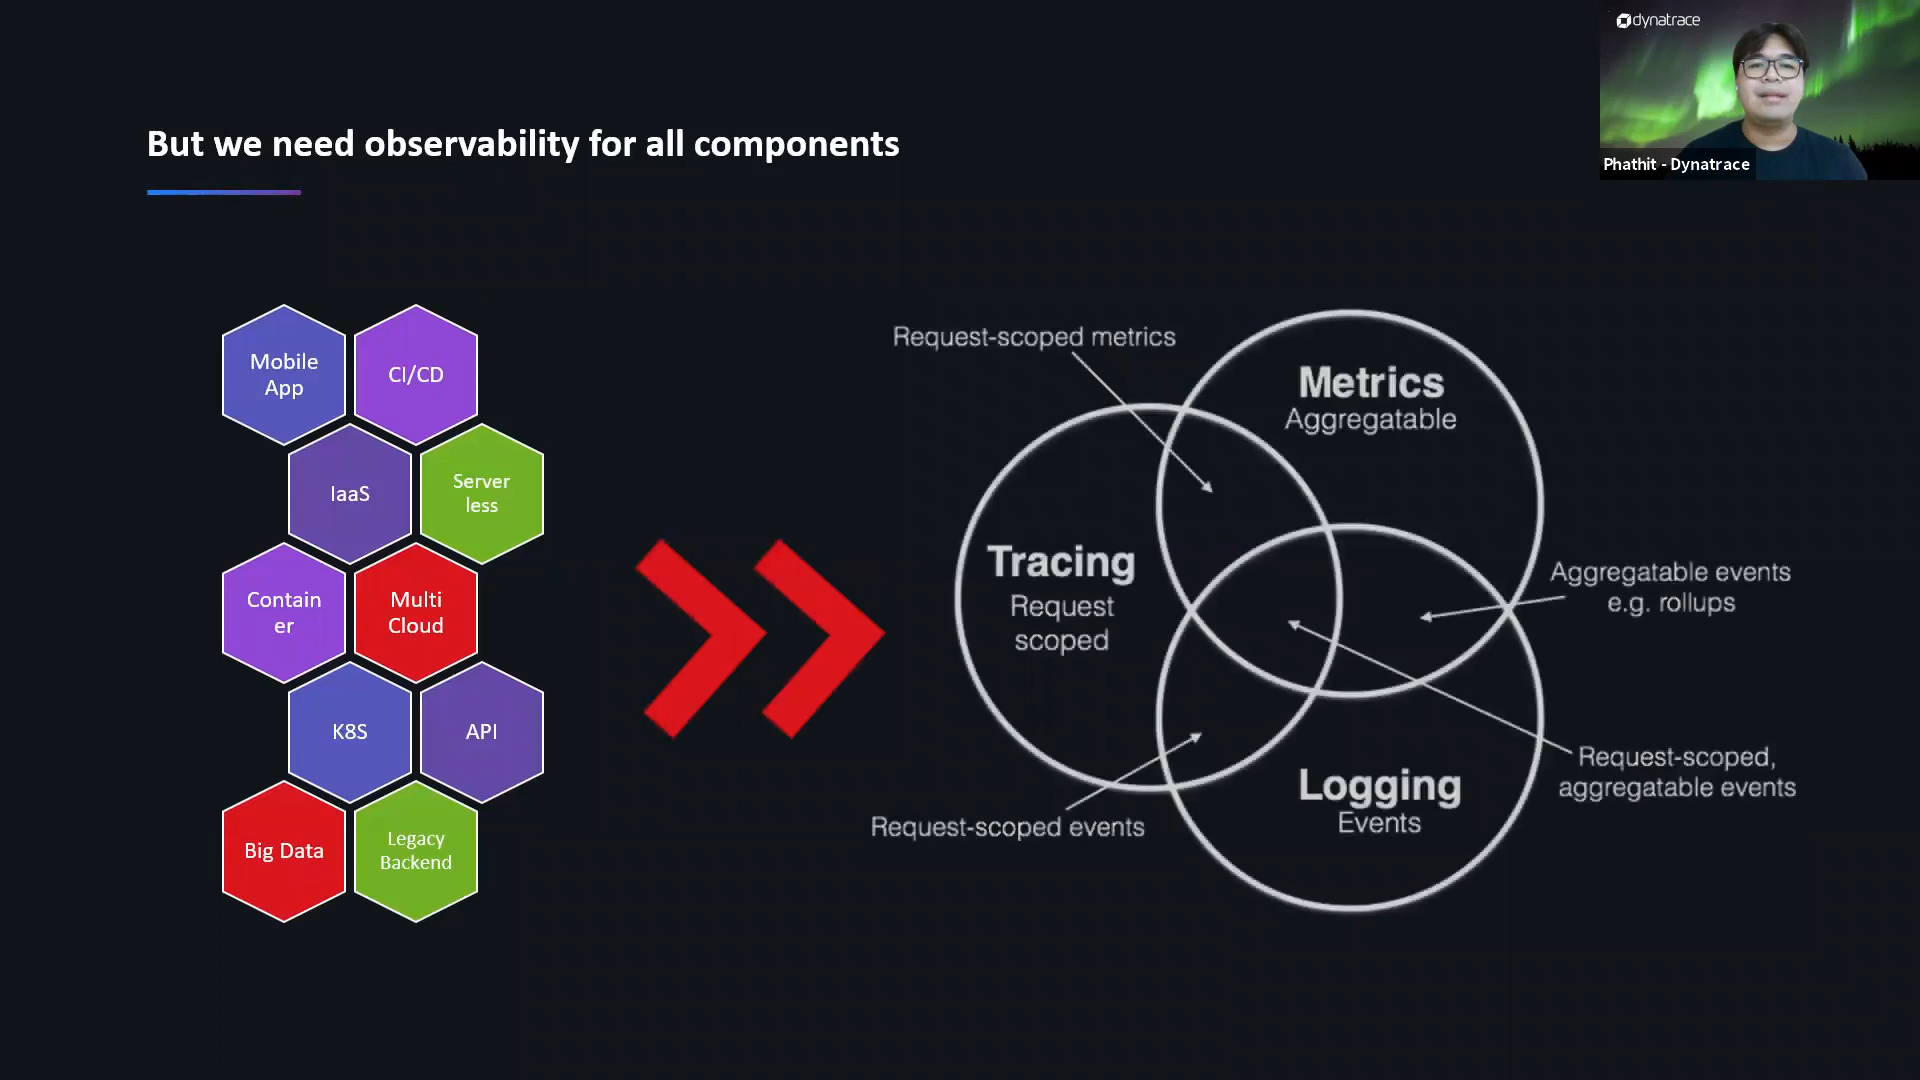 dynatrace
Phathit - Dynatrace
But we need observability for all components
Mobile
App
CI/CD
IaaS
Server
less
Contain
er
Multi
Cloud
K8S
API
Big Data
Legacy
Backend
Request-scoped metrics
Metrics
Aggregatable
Tracing
Request
scoped
Aggregatable events
e.g. rollups
Request-scoped,
aggregatable events
Logging
Events
Request-scoped events